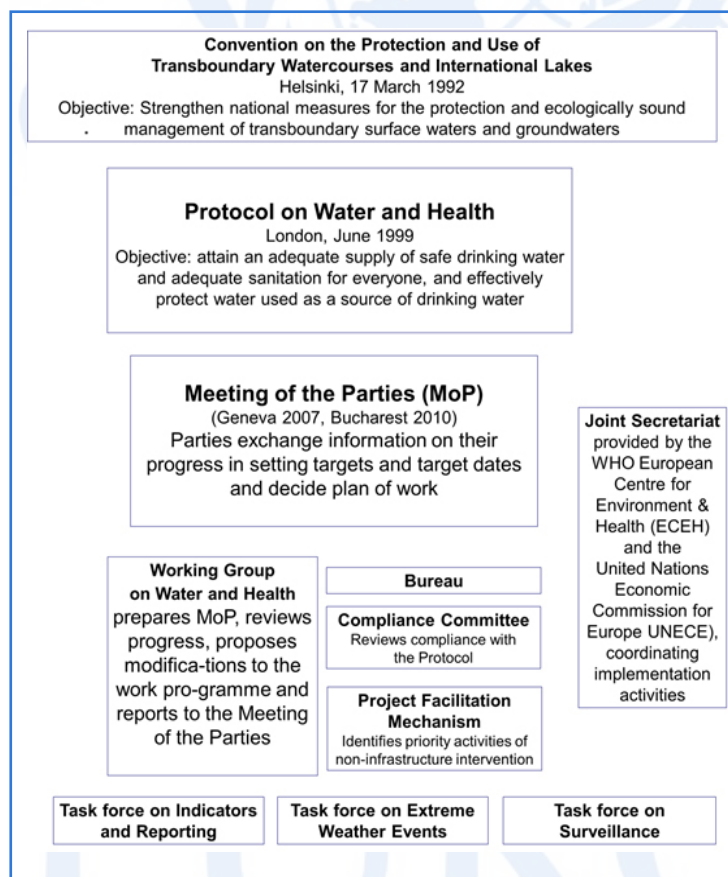 Convention on the Protection and Use of
Transboundary Watercourses and International Lakes
Helsinki, 17 March 1992
Objective: Strengthen national measures for the protection and ecologically sound
. management of transboundary surface waters and groundwaters
Protocol on Water and Health
London, June 1999
Objective: attain an adequate supply of safe drinking water
and adequate sanitation for everyone, and effectively
protect water used as a source of drinking water
Meeting of the Parties (MoP)
(Geneva 2007, Bucharest 2010)
Parties exchange information on their
progress in setting targets and target dates
and decide plan of work
Joint Secretariat
provided by the
WHO European
Centre for
Environment &
Health (ECEH)
and the
United Nations
Economic
Commission for
Europe UNECE),
coordinating
implementation
activities
Working Group
on Water and Health
prepares MoP, reviews
progress, proposes
modifica-tions to the
work pro-gramme and
reports to the Meeting
of the Parties
Bureau
Compliance Committee
Reviews compliance with
the Protocol
Project Facilitation
Mechanism
Identifies priority activities of
non-infrastructure intervention
Task force on Indicators
and Reporting
Task force on Extreme
Weather Events
Task force on
Surveillance